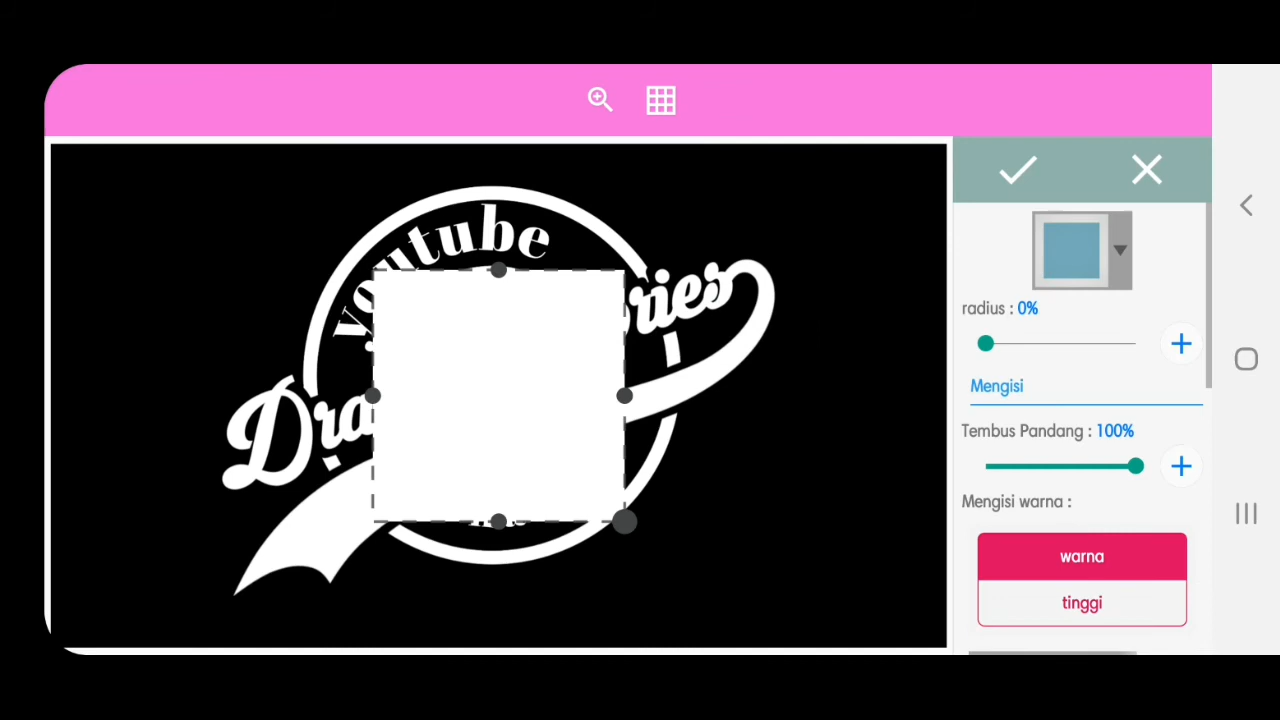 youtube
Dra
ries
radius : 0%
Mengisi
Tembus Pandang : 100%
Mengisi warna :
warna
tinggi